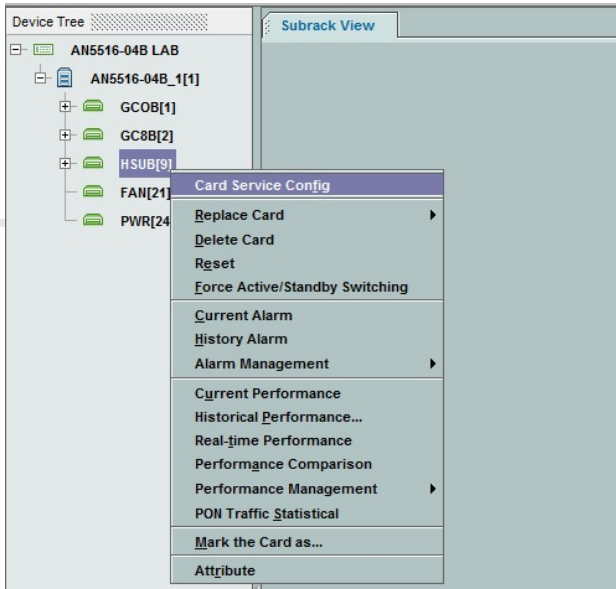 Device Tree
Subrack View
AN5516-04B LAB
AN5516-04B_1[1]
GCOB[1]
GC8B[2]
HSUB[9]
FAN[21]
PWR[24
Card Service Config
Replace Card
Delete Card
Reset
Force Active/Standby Switching
Current Alarm
History Alarm
Alarm Management
Current Performance
Historical Performance...
Real-time Performance
Performance Comparison
Performance Management
PON Traffic Statistical
Mark the Card as...
Attribute